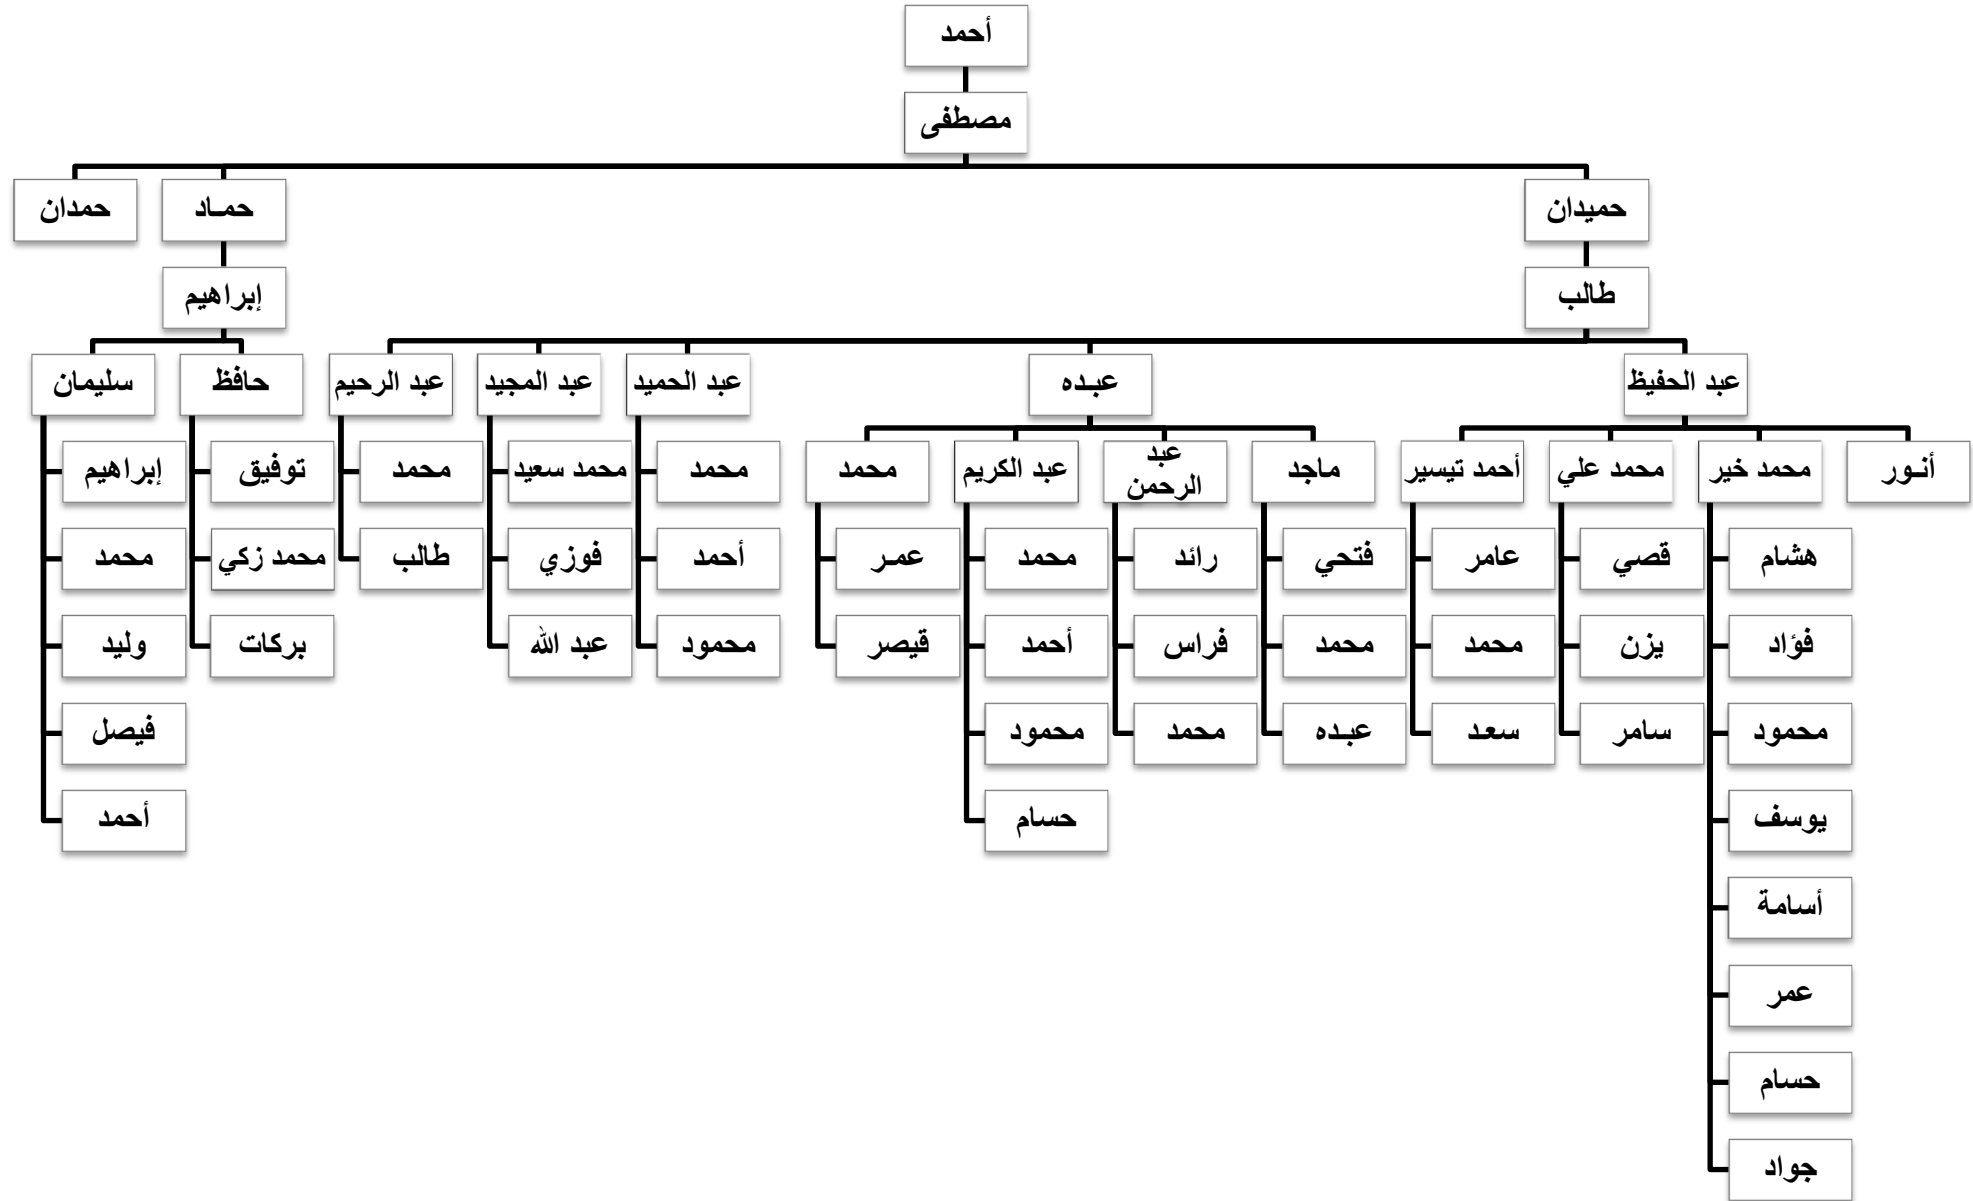 أحمد
مصطفى
حميدان
حمـاد
حمدان
طالب
إبراهيم
عبد الحفيظ
عبـده
عبد الحميد
عبد المجيد
عبد الرحيم
حافظ
سليمان
أنـور
محمد خير
محمد علي
أحمد تيسير
ماجد
عبد
الرحمن
عبد الكريم
محمد
محمد
محمد سعيد
محمد
توفيق
إبراهيم
هشام
قصي
عامر
فتحي
رائد
محمد
عمـر
أحمد
فوزي
طالب
محمد زكي
محمد
فؤاد
يزن
محمد
محمد
فراس
أحمد
قيصر
محمود
عبد الله
بركات
وليد
محمود
سامر
سعد
عبـده
محمد
محمود
فيصل
يوسف
حسام
أحمد
أسامة
عمر
حسام
جواد